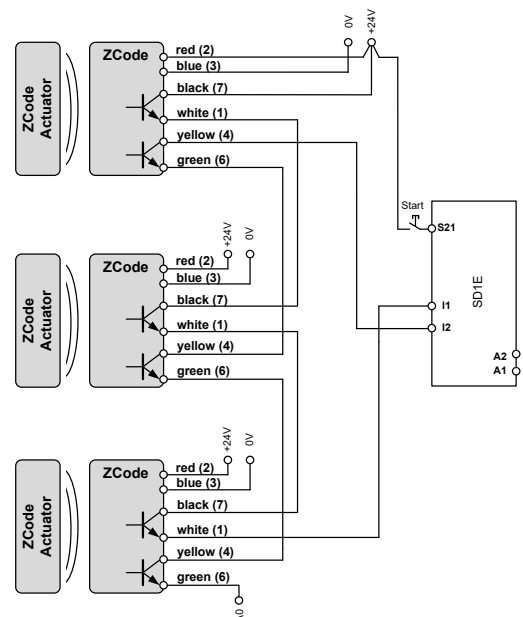 ZCode Actuator
ZCode
red (2)
blue (3)
black (7)
white (1)
yellow (4)
green (6)
0V
+24V
Start
S21
SD1E
I1
I2
A2
A1
ZCode Actuator
ZCode
+24V
0V
red (2)
blue (3)
black (7)
white (1)
yellow (4)
green (6)
ZCode Actuator
ZCode
+24V
0V
red (2)
blue (3)
black (7)
white (1)
yellow (4)
green (6)